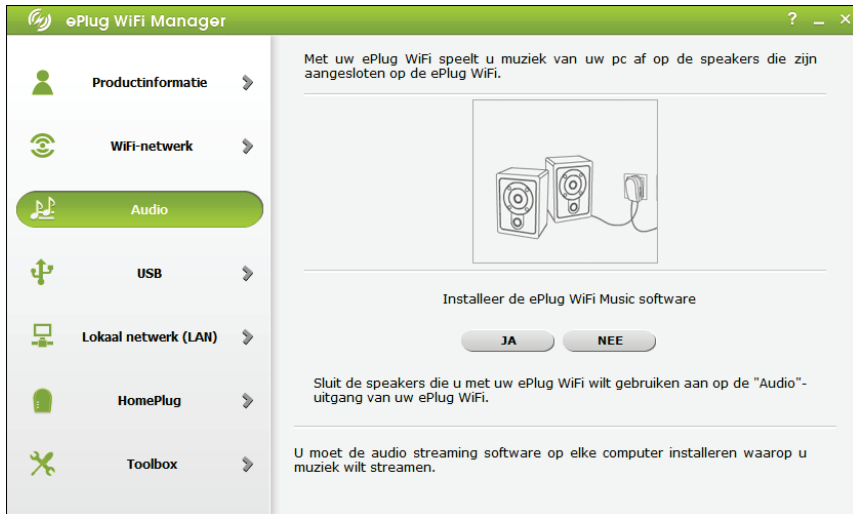 ePlug WiFi Manager
? _ ×
Productinformatie
WiFi-netwerk
Audio
USB
Lokaal netwerk (LAN)
HomePlug
Toolbox
Met uw ePlug WiFi speelt u muziek van uw pc af op de speakers die zijn
aangesloten op de ePlug WiFi.
Installeer de ePlug WiFi Music software
JA NEE
Sluit de speakers die u met uw ePlug WiFi wilt gebruiken aan op de "Audio"-
uitgang van uw ePlug WiFi.
U moet de audio streaming software op elke computer installeren waarop u
muziek wilt streamen.